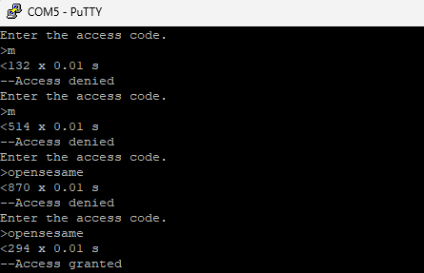 COM5 - PuTTY
Enter the access code.
>m
<132 x 0.01 s
--Access denied
Enter the access code.
>m
<514 x 0.01 s
--Access denied
Enter the access code.
>opensesame
<870 x 0.01 s
--Access denied
Enter the access code.
>opensesame
<294 x 0.01 s
--Access granted